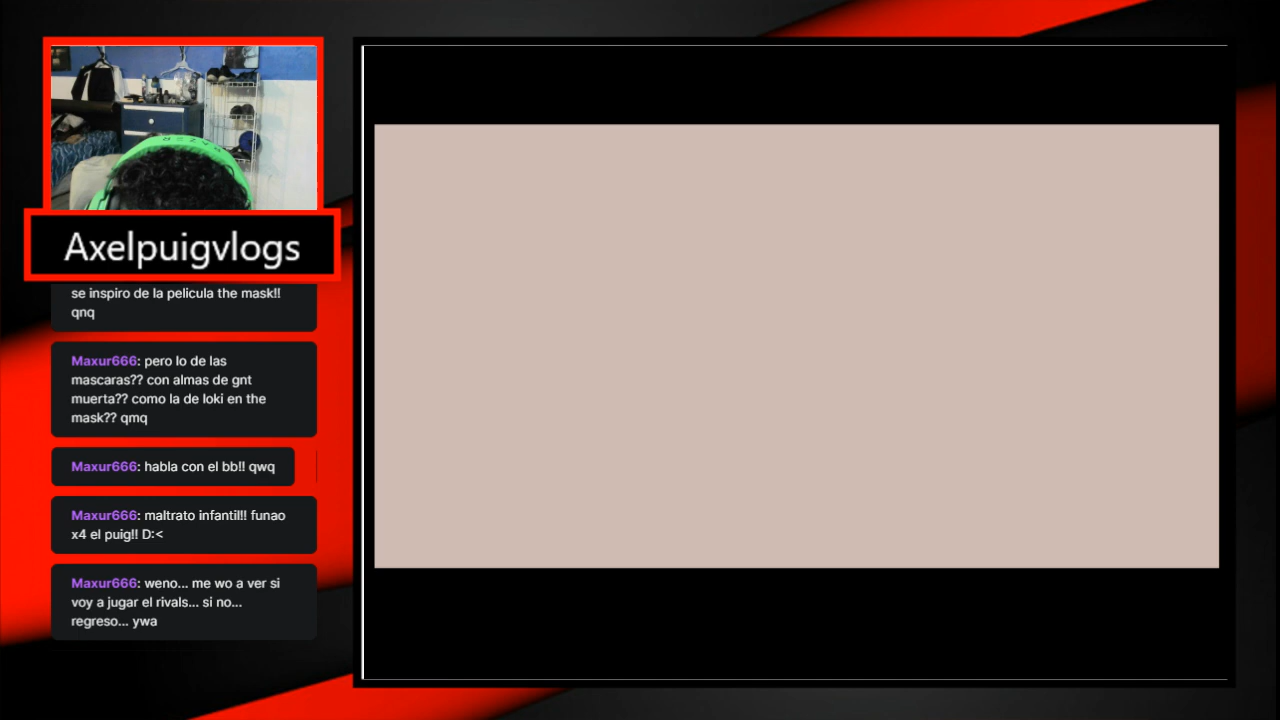 RAZER
Axelpuigvlogs
se inspiro de la pelicula the mask!!
qnq
Maxur666: pero lo de las
mascaras?? con almas de gnt
muerta?? como la de loki en the
mask?? qmq
Maxur666: habla con el bb!! qwq
Maxur666: maltrato infantil!! funao
x4 el puig!! D:<
Maxur666: weno... me wo a ver si
voy a jugar el rivals... si no...
regreso... ywa